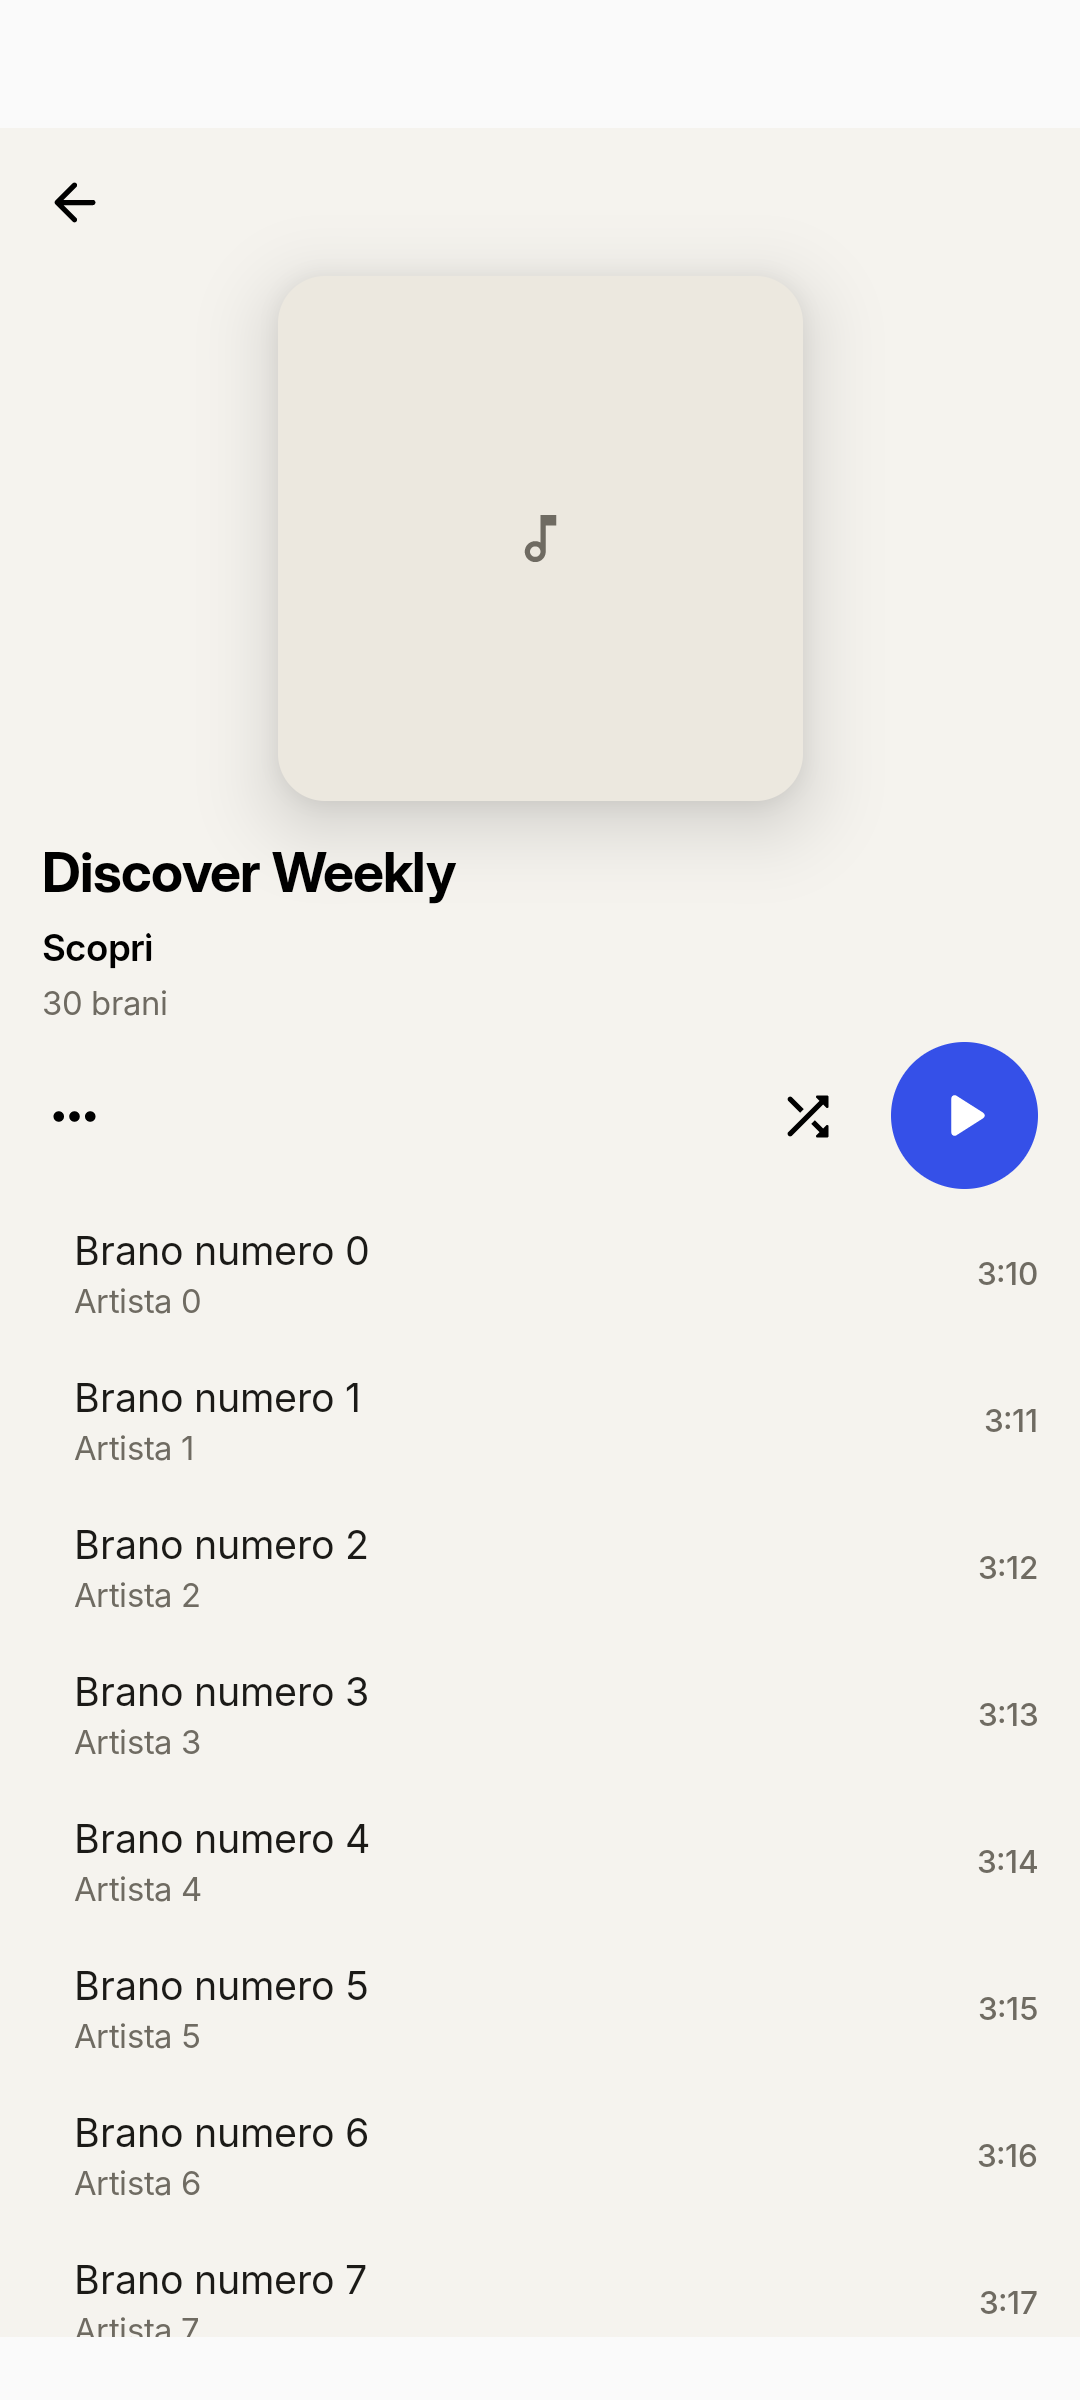 Discover Weekly
Scopri
30 brani
Brano numero 0
Artista 0
3:10
Brano numero 1
Artista 1
3:11
Brano numero 2
Artista 2
3:12
Brano numero 3
Artista 3
3:13
Brano numero 4
Artista 4
3:14
Brano numero 5
Artista 5
3:15
Brano numero 6
Artista 6
3:16
Brano numero 7
Artista 7
3:17